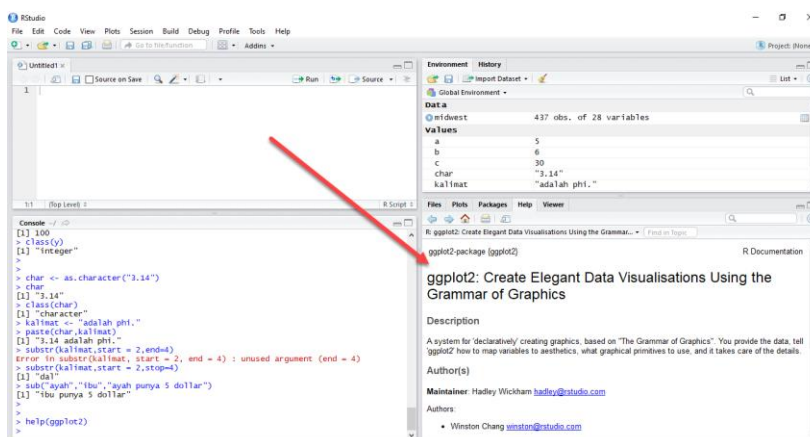 RStudio
File Edit Code View Plots Session Build Debug Profile Tools Help
Go to file/function Addins
Project: (None
Untitled1
Source on Save Run Source
1
1:1 (Top Level) R Script
Console ~/
[1] 100
> class(y)
[1] "integer"
>
>
> char <- as.character("3.14")
> char
[1] "3.14"
> class(char)
[1] "character"
> kalimat <- "adalah phi."
> paste(char,kalimat)
[1] "3.14 adalah phi."
> substr(kalimat,start = 2,end=4)
Error in substr(kalimat, start = 2, end = 4) : unused argument (end = 4)
> substr(kalimat,start = 2,stop=4)
[1] "dal"
> sub("ayah","ibu","ayah punya 5 dollar")
[1] "ibu punya 5 dollar"
>
>
> help(ggplot2)
>
Environment History
Import Dataset List
Global Environment
Data
midwest 437 obs. of 28 variables
Values
a 5
b 6
c 30
char "3.14"
kalimat "adalah phi."
Files Plots Packages Help Viewer
R: ggplot2: Create Elegant Data Visualisations Using the Grammar... Find in Topic
ggplot2-package {ggplot2} R Documentation
ggplot2: Create Elegant Data Visualisations Using the
Grammar of Graphics
Description
A system for 'declaratively' creating graphics, based on "The Grammar of Graphics". You provide the data, tell
'ggplot2' how to map variables to aesthetics, what graphical primitives to use, and it takes care of the details.
Author(s)
Maintainer: Hadley Wickham hadley@rstudio.com
Authors:
• Winston Chang winston@rstudio.com